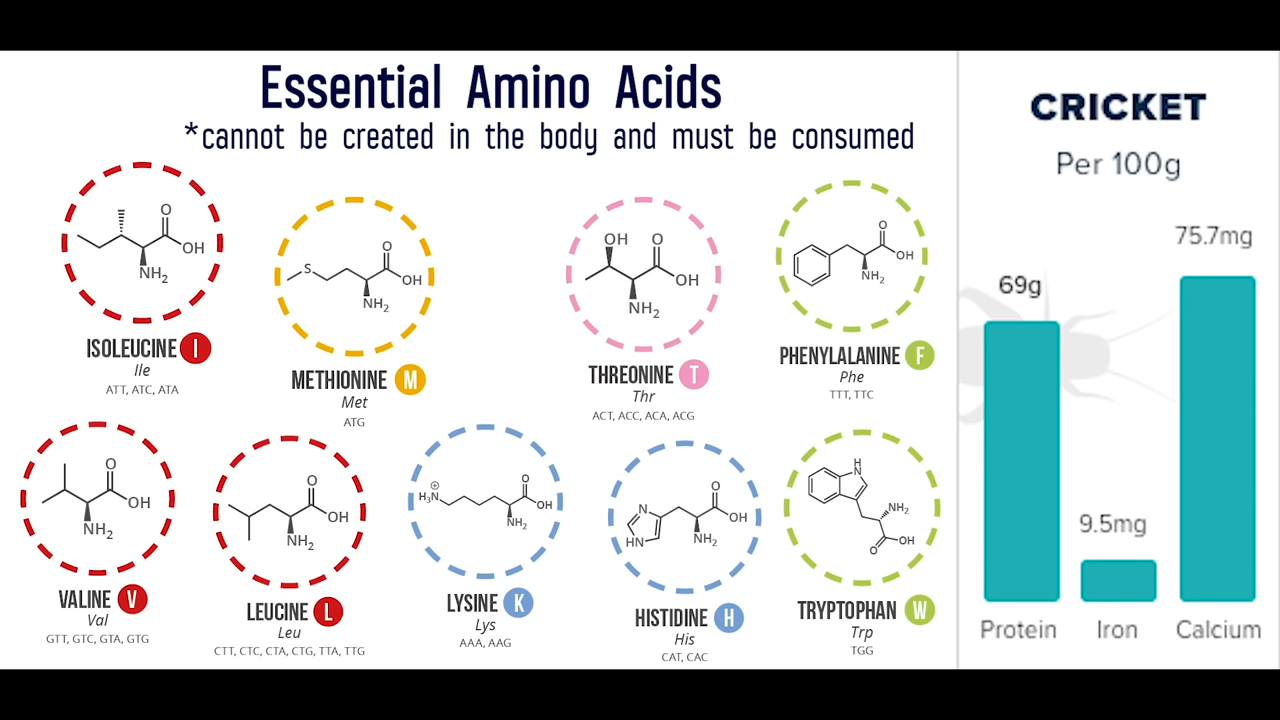 Essential Amino Acids
*cannot be created in the body and must be consumed
O
OH
NH₂
ISOLEUCINE I
Ile
ATT, ATC, ATA
S
O
OH
NH₂
METHIONINE M
Met
ATG
OH
O
OH
NH₂
THREONINE T
Thr
ACT, ACC, ACA, ACG
O
OH
NH₂
PHENYLALANINE F
Phe
TTT, TTC
O
OH
NH₂
VALINE V
Val
GTT, GTC, GTA, GTG
O
OH
NH₂
LEUCINE L
Leu
CTT, CTC, CTA, CTG, TTA, TTG
H₃N⊕
O
OH
NH₂
LYSINE K
Lys
AAA, AAG
N
HN
O
OH
NH₂
HISTIDINE H
His
CAT, CAC
H
N
NH₂
O
OH
TRYPTOPHAN W
Trp
TGG
CRICKET
Per 100g
75.7mg
69g
9.5mg
Protein Iron Calcium